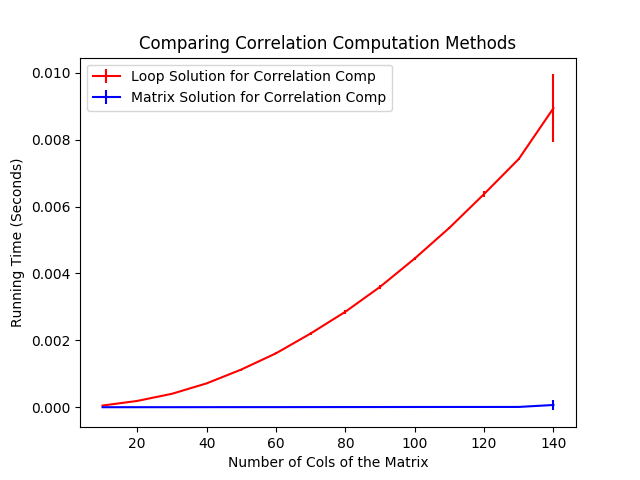 Comparing Correlation Computation Methods
Loop Solution for Correlation Comp
Matrix Solution for Correlation Comp
Running Time (Seconds)
0.010
0.008
0.006
0.004
0.002
0.000
20 40 60 80 100 120 140
Number of Cols of the Matrix